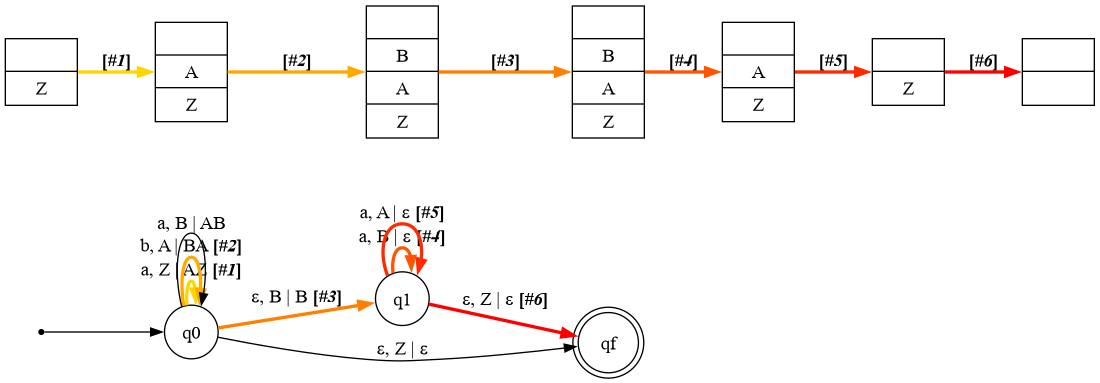 [#1] [#2] [#3] [#4] [#5] [#6]
B B
Z A A A Z
Z A A Z
Z Z
a, B | AB
b, A | BA [#2]
a, Z | AZ [#1]
a, A | ε [#5]
a, B | ε [#4]
ε, B | B [#3]
ε, Z | ε [#6]
ε, Z | ε
q0
q1
qf